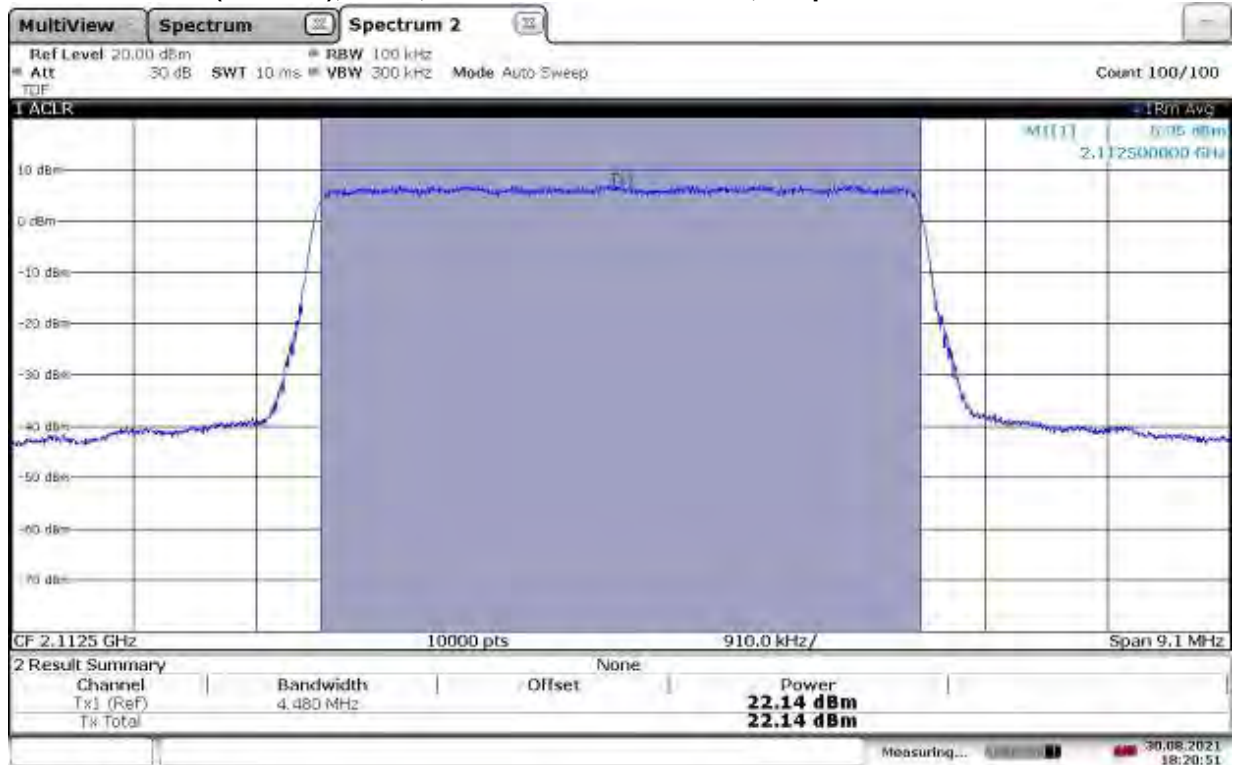 MultiView Spectrum Spectrum 2
Ref Level 20.00 dBm RBW 100 kHz
Att 30 dB SWT 10 ms VBW 300 kHz Mode Auto Sweep Count 100/100
TDF
1 ACLR 1Rm Avg
M1[1] dBm
2.112500000 GHz
10 dBm
0 dBm
-10 dBm
-20 dBm
-30 dBm
-40 dBm
-50 dBm
-60 dBm
-70 dBm
CF 2.1125 GHz 10000 pts 910.0 kHz/ Span 9.1 MHz
2 Result Summary None
Channel Bandwidth Offset Power
Tx1 (Ref) 4.480 MHz 22.14 dBm
Tx Total 22.14 dBm
Measuring... 30.08.2021
18:20:51